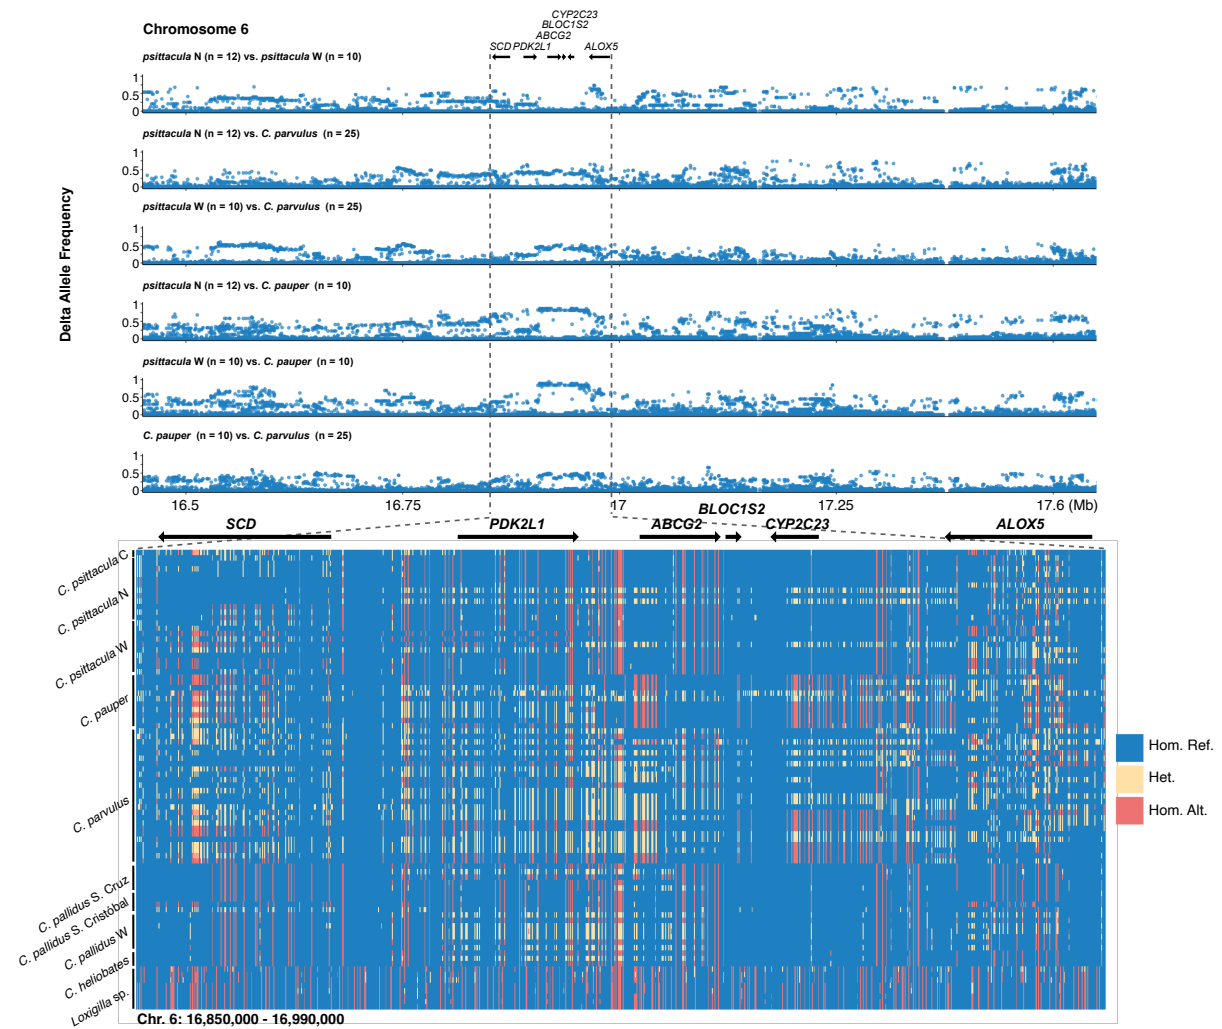 Chromosome 6
CYP2C23
BLOC1S2
ABCG2
SCD PDK2L1 ALOX5
psittacula N (n = 12) vs. psittacula W (n = 10)
1
0.5
0
psittacula N (n = 12) vs. C. parvulus (n = 25)
1
0.5
0
psittacula W (n = 10) vs. C. parvulus (n = 25)
1
0.5
0
psittacula N (n = 12) vs. C. pauper (n = 10)
1
0.5
0
psittacula W (n = 10) vs. C. pauper (n = 10)
1
0.5
0
C. pauper (n = 10) vs. C. parvulus (n = 25)
1
0.5
0
Delta Allele Frequency
16.5 16.75 17 17.25 17.6 (Mb)
SCD PDK2L1 ABCG2 BLOC1S2 CYP2C23 ALOX5
C. psittacula C
C. psittacula N
C. psittacula W
C. pauper
C. parvulus
C. pallidus S. Cruz
C. pallidus S. Cristóbal
C. pallidus W
C. heliobates
Loxigilla sp.
Hom. Ref.
Het.
Hom. Alt.
Chr. 6: 16,850,000 - 16,990,000